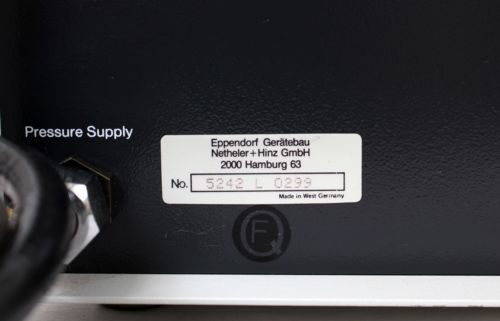 Pressure Supply
Eppendorf Gerätebau
Netheler+Hinz GmbH
2000 Hamburg 63
No. 5242 L 0299
Made in West Germany
F